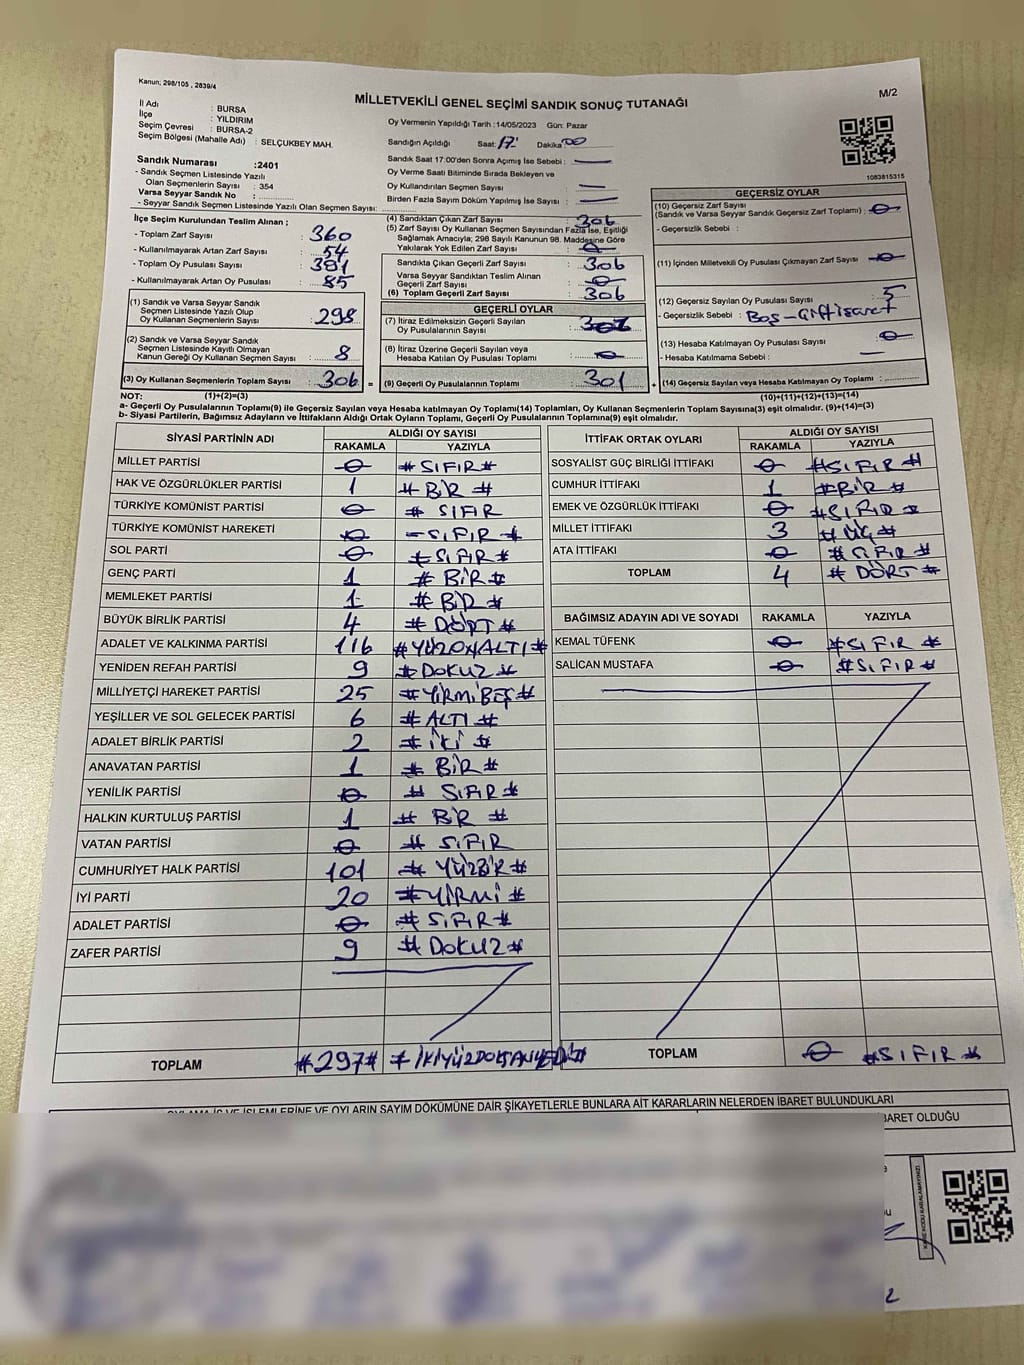 Kanun; 298/105 , 2839/4
MİLLETVEKİLİ GENEL SEÇİMİ SANDIK SONUÇ TUTANAĞI
M/2
İl Adı : BURSA
İlçe : YILDIRIM
Seçim Çevresi : BURSA-2
Seçim Bölgesi (Mahalle Adı) : SELÇUKBEY MAH.
Sandık Numarası :2401
- Sandık Seçmen Listesinde Yazılı
Olan Seçmenlerin Sayısı : 354
Varsa Seyyar Sandık No :
- Seyyar Sandık Seçmen Listesinde Yazılı Olan Seçmen Sayısı:
İlçe Seçim Kurulundan Teslim Alınan ;
- Toplam Zarf Sayısı : 360
- Kullanılmayarak Artan Zarf Sayısı : 54
- Toplam Oy Pusulası Sayısı : 391
- Kullanılmayarak Artan Oy Pusulası : 85
(1) Sandık ve Varsa Seyyar Sandık
Seçmen Listesinde Yazılı Olup
Oy Kullanan Seçmenlerin Sayısı : 298
(2) Sandık ve Varsa Seyyar Sandık
Seçmen Listesinde Kayıtlı Olmayan
Kanun Gereği Oy Kullanan Seçmen Sayısı : 8
(3) Oy Kullanan Seçmenlerin Toplam Sayısı : 306 =
Oy Vermenin Yapıldığı Tarih :14/05/2023 Gün: Pazar
Sandığın Açıldığı Saat: 17 Dakika: 00
Sandık Saat 17:00'den Sonra Açılmış İse Sebebi : —
Oy Verme Saati Bitiminde Sırada Bekleyen ve
Oy Kullandırılan Seçmen Sayısı : —
Birden Fazla Sayım Döküm Yapılmış İse Sayısı : —
(4) Sandıktan Çıkan Zarf Sayısı : 306
(5) Zarf Sayısı Oy Kullanan Seçmen Sayısından Fazla İse, Eşitliği
Sağlamak Amacıyla; 298 Sayılı Kanunun 98. Maddesine Göre
Yakılarak Yok Edilen Zarf Sayısı : 0
Sandıkta Çıkan Geçerli Zarf Sayısı : 306
Varsa Seyyar Sandıktan Teslim Alınan
Geçerli Zarf Sayısı : 0
(6) Toplam Geçerli Zarf Sayısı : 306
GEÇERLİ OYLAR
(7) İtiraz Edilmeksizin Geçerli Sayılan
Oy Pusulalarının Sayısı :
(8) İtiraz Üzerine Geçerli Sayılan veya
Hesaba Katılan Oy Pusulası Toplamı : 0
(9) Geçerli Oy Pusulalarının Toplamı : 301 +
1083815315
GEÇERSİZ OYLAR
(10) Geçersiz Zarf Sayısı
(Sandık ve Varsa Seyyar Sandık Geçersiz Zarf Toplamı) : 0
- Geçersizlik Sebebi :
(11) İçinden Milletvekili Oy Pusulası Çıkmayan Zarf Sayısı : 0
(12) Geçersiz Sayılan Oy Pusulası Sayısı : 5
- Geçersizlik Sebebi : Boş-Çift işaret
(13) Hesaba Katılmayan Oy Pusulası Sayısı : 0
- Hesaba Katılmama Sebebi : —
(14) Geçersiz Sayılan veya Hesaba Katılmayan Oy Toplamı :
NOT: (1)+(2)=(3) (10)+(11)+(12)+(13)=(14)
a- Geçerli Oy Pusulalarının Toplamı(9) ile Geçersiz Sayılan veya Hesaba katılmayan Oy Toplamı(14) Toplamları, Oy Kullanan Seçmenlerin Toplam Sayısına(3) eşit olmalıdır. (9)+(14)=(3)
b- Siyasi Partilerin, Bağımsız Adayların ve İttifakların Aldığı Ortak Oyların Toplamı, Geçerli Oy Pusulalarının Toplamına(9) eşit olmalıdır.
SİYASİ PARTİNİN ADI ALDIĞI OY SAYISI
RAKAMLA YAZIYLA
MİLLET PARTİSİ 0 # SIFIR #
HAK VE ÖZGÜRLÜKLER PARTİSİ 1 # BİR #
TÜRKİYE KOMÜNİST PARTİSİ 0 # SIFIR
TÜRKİYE KOMÜNİST HAREKETİ 0 # SIFIR #
SOL PARTİ 0 # SIFIR #
GENÇ PARTİ 1 # BİR #
MEMLEKET PARTİSİ 1 # BİR #
BÜYÜK BİRLİK PARTİSİ 4 # DÖRT #
ADALET VE KALKINMA PARTİSİ 116 # YÜZONALTI #
YENİDEN REFAH PARTİSİ 9 # DOKUZ #
MİLLİYETÇİ HAREKET PARTİSİ 25 # YİRMİBEŞ #
YEŞİLLER VE SOL GELECEK PARTİSİ 6 # ALTI #
ADALET BİRLİK PARTİSİ 2 # İKİ #
ANAVATAN PARTİSİ 1 # BİR #
YENİLİK PARTİSİ 0 # SIFIR #
HALKIN KURTULUŞ PARTİSİ 1 # BİR #
VATAN PARTİSİ 0 # SIFIR
CUMHURİYET HALK PARTİSİ 101 # YÜZBİR #
İYİ PARTİ 20 # YİRMİ #
ADALET PARTİSİ 0 # SIFIR #
ZAFER PARTİSİ 9 # DOKUZ #
TOPLAM #297# # İKİYÜZDOKSANYEDİ #
İTTİFAK ORTAK OYLARI ALDIĞI OY SAYISI
RAKAMLA YAZIYLA
SOSYALİST GÜÇ BİRLİĞİ İTTİFAKI 0 # SIFIR #
CUMHUR İTTİFAKI 1 # BİR #
EMEK VE ÖZGÜRLÜK İTTİFAKI 0 # SIFIR #
MİLLET İTTİFAKI 3 # ÜÇ #
ATA İTTİFAKI 0 # SIFIR #
TOPLAM 4 # DÖRT #
BAĞIMSIZ ADAYIN ADI VE SOYADI RAKAMLA YAZIYLA
KEMAL TÜFENK 0 # SIFIR #
SALİCAN MUSTAFA 0 # SIFIR #
TOPLAM 0 # SIFIR #
OYLAMA İŞ VE İŞLEMLERİNE VE OYLARIN SAYIM DÖKÜMÜNE DAİR ŞİKAYETLERLE BUNLARA AİT KARARLARIN NELERDEN İBARET BULUNDUKLARI
BARET OLDUĞU
KARE KODU KARALAMAYINIZ!